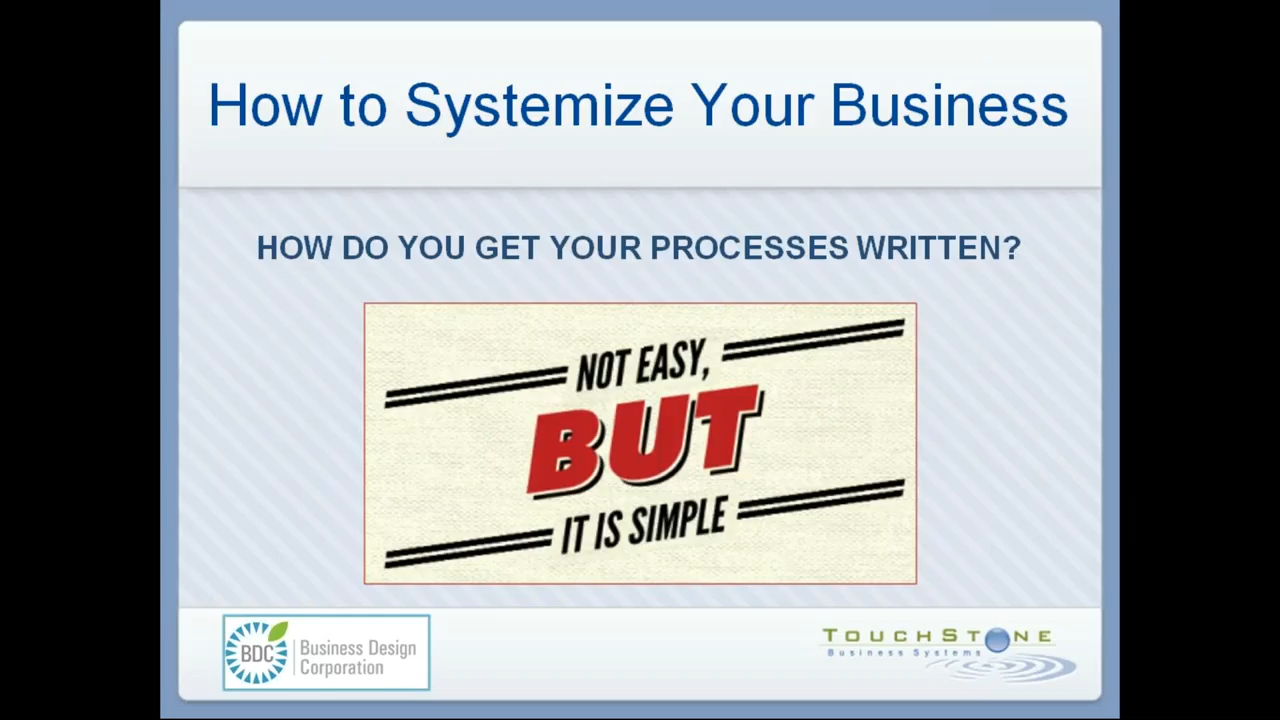 How to Systemize Your Business
HOW DO YOU GET YOUR PROCESSES WRITTEN?
NOT EASY,
BUT
IT IS SIMPLE
BDC
Business Design
Corporation
TOUCHSTONE
Business Systems